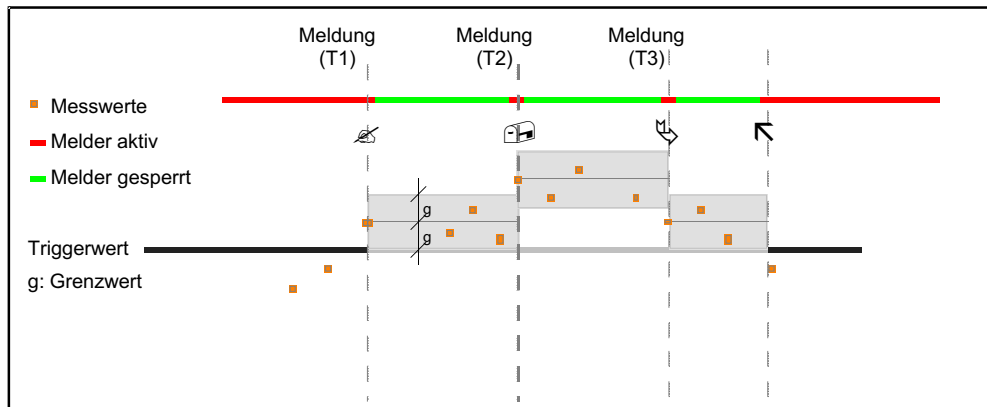 Meldung
(T1)
Meldung
(T2)
Meldung
(T3)
Messwerte
Melder aktiv
Melder gesperrt
g
g
Triggerwert
g: Grenzwert